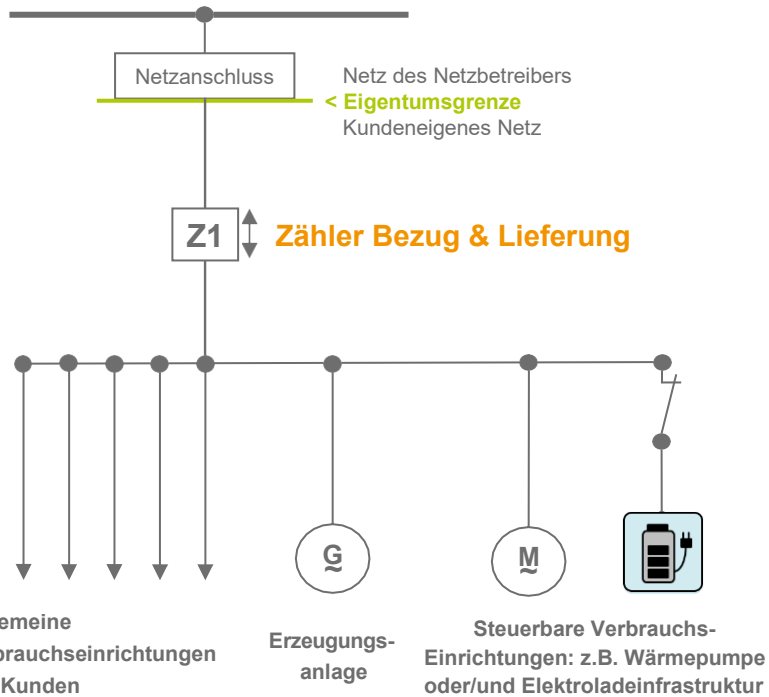 Netzanschluss
Netz des Netzbetreibers
< Eigentumsgrenze
Kundeneigenes Netz
Z1
Zähler Bezug & Lieferung
G
~
M
~
emeine
brauchseinrichtungen
Kunden
Erzeugungs-
anlage
Steuerbare Verbrauchs-
Einrichtungen: z.B. Wärmepumpe
oder/und Elektroladeinfrastruktur